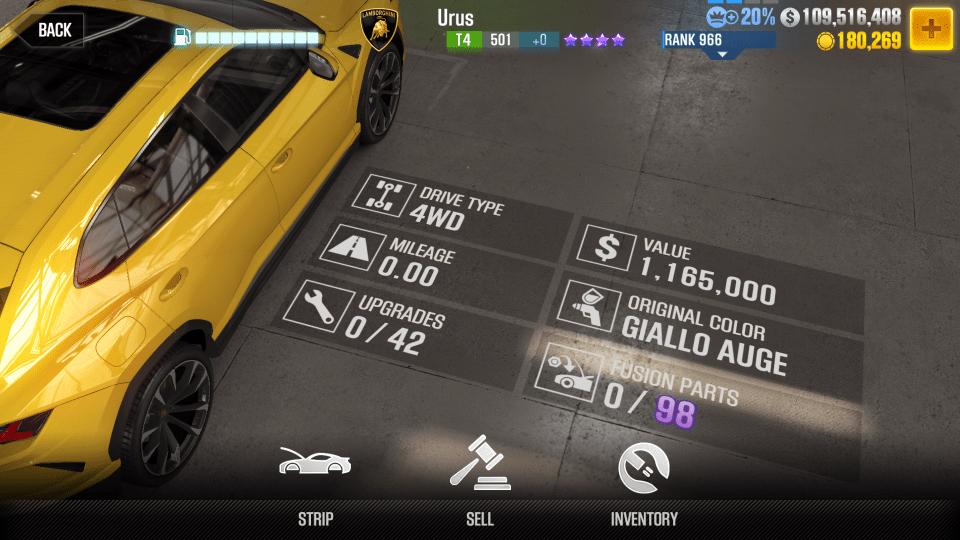 BACK
LAMBORGHINI
Urus
T4 501 +0
20%
109,516,408
RANK 966
180,269
DRIVE TYPE
4WD
MILEAGE
0.00
UPGRADES
0 / 42
VALUE
1,165,000
ORIGINAL COLOR
GIALLO AUGE
FUSION PARTS
0 / 98
STRIP
SELL
INVENTORY